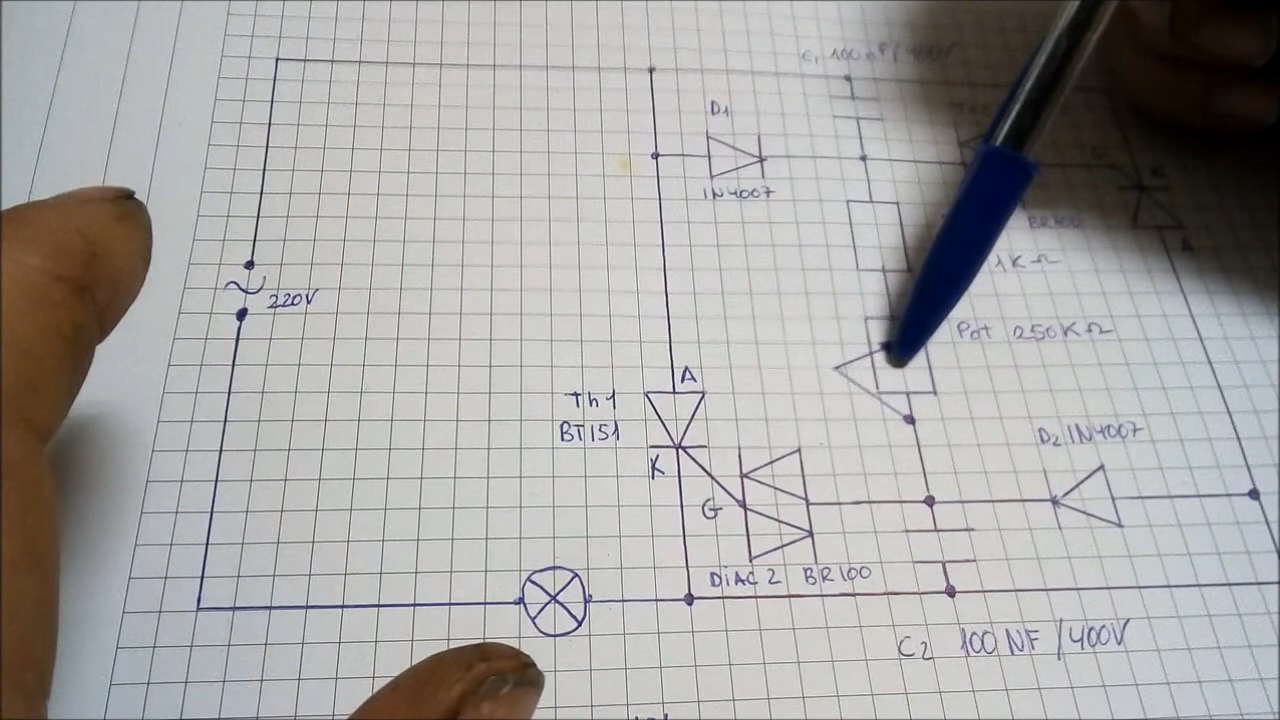 C1 100nF/400V
D1
1N4007
K
BR100
A
1KΩ
220V
Pot 250KΩ
A
Th1
BT151
K
G
D2 1N4007
DiAC 2 BR100
C2 100NF/400V